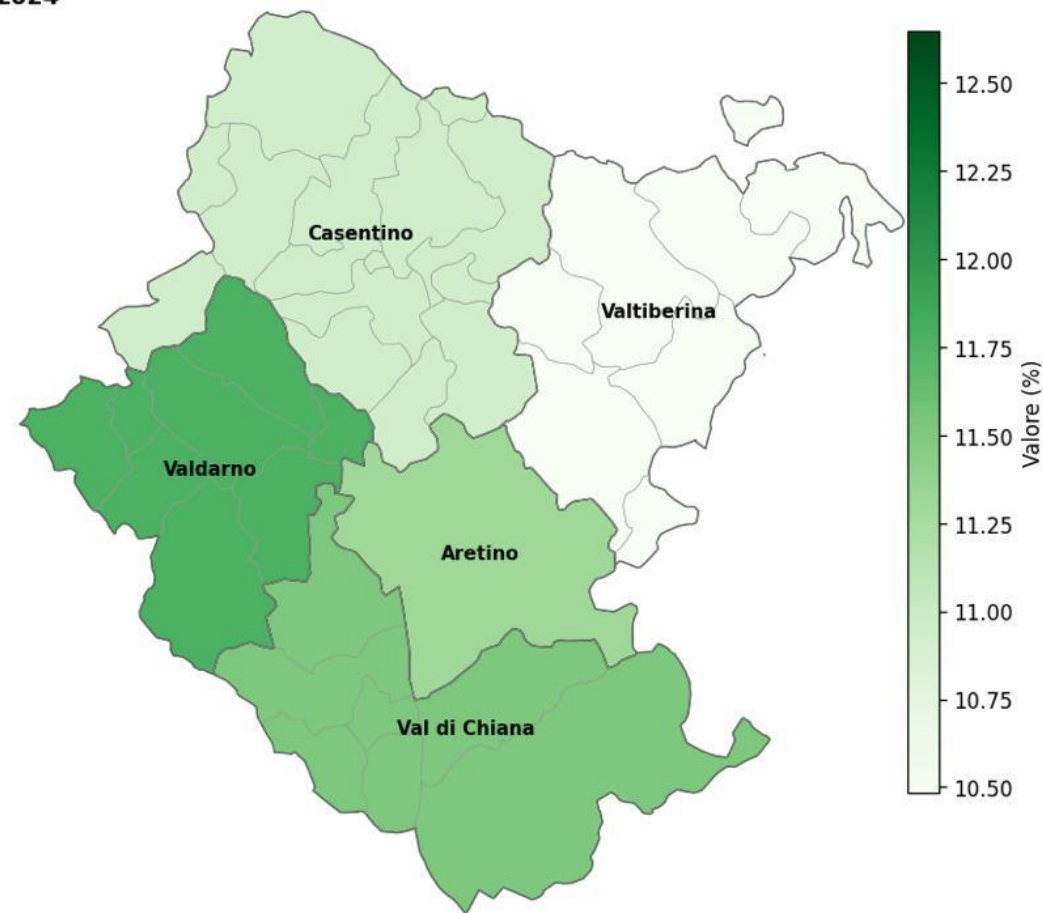 2024
12.50
12.25
12.00
11.75
11.50
11.25
11.00
10.75
10.50
Valore (%)
Casentino
Valtiberina
Valdarno
Aretino
Val di Chiana